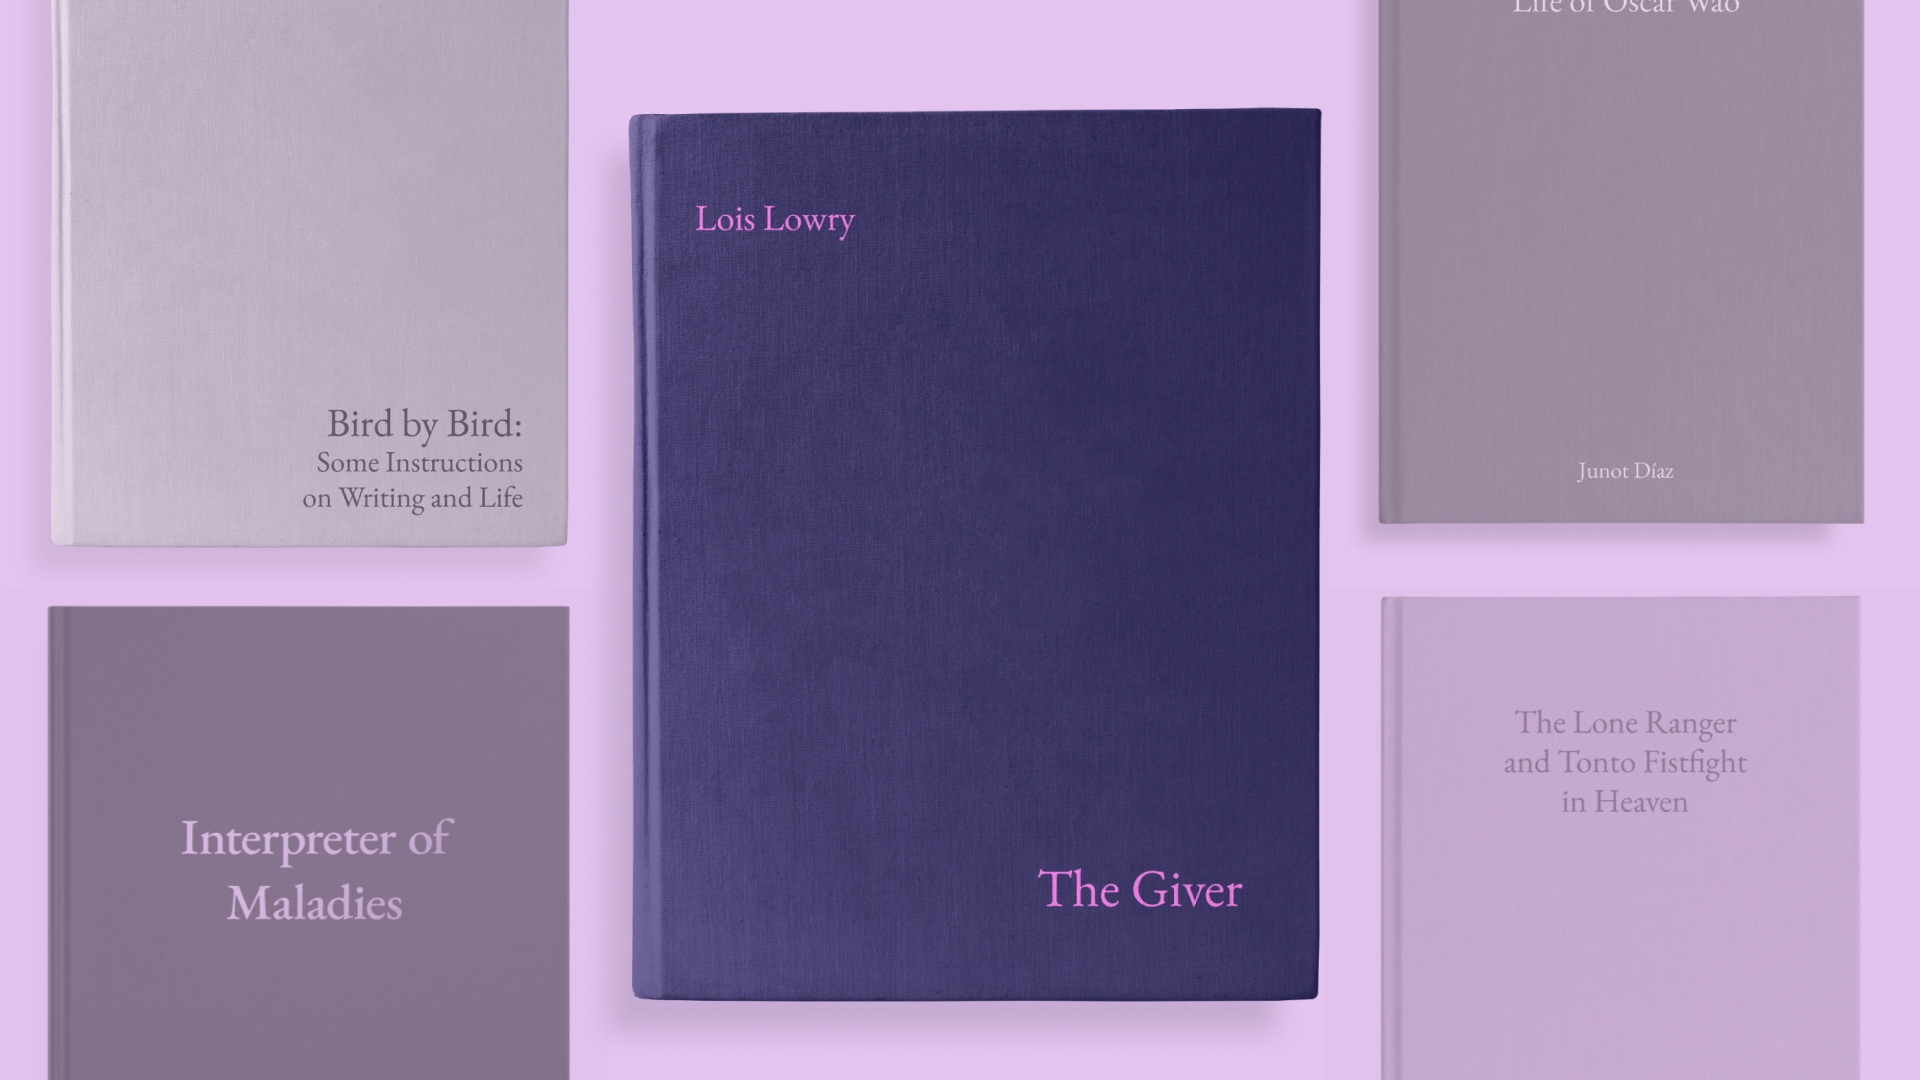 Bird by Bird:
Some Instructions
on Writing and Life
Interpreter of
Maladies
Lois Lowry
The Giver
Life of Oscar Wao
Junot Díaz
The Lone Ranger
and Tonto Fistfight
in Heaven